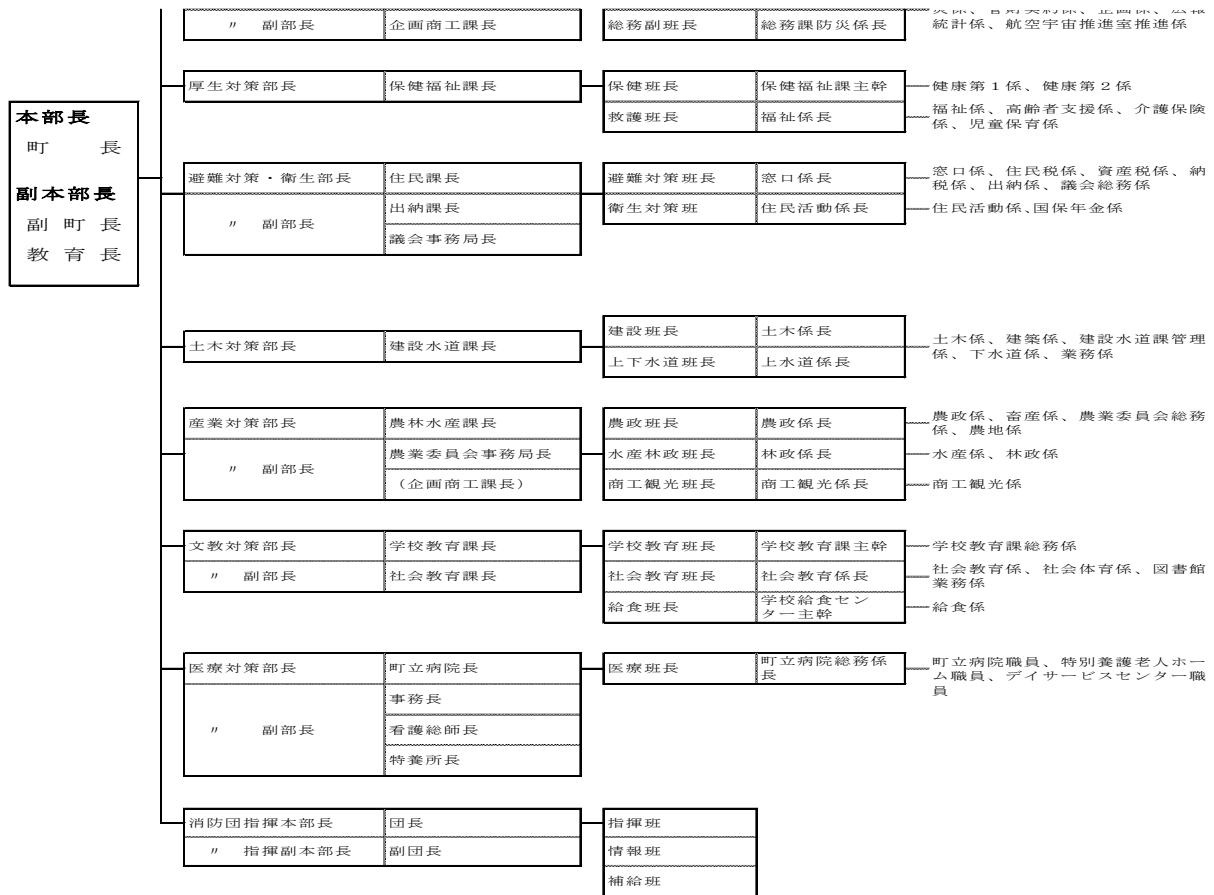 〃 副部長 企画商工課長 総務副班長 総務課防災係長
統計係、航空宇宙推進室推進係
厚生対策部長 保健福祉課長 保健班長 保健福祉課主幹 健康第１係、健康第２係
救護班長 福祉係長 福祉係、高齢者支援係、介護保険
係、児童保育係
本部長
町 長
副本部長
副 町 長
教 育 長
避難対策・衛生部長 住民課長 避難対策班長 窓口係長 窓口係、住民税係、資産税係、納
税係、出納係、議会総務係
〃 副部長 出納課長 衛生対策班 住民活動係長 住民活動係、国保年金係
議会事務局長
土木対策部長 建設水道課長 建設班長 土木係長 土木係、建築係、建設水道課管理
係、下水道係、業務係
上下水道班長 上水道係長
産業対策部長 農林水産課長 農政班長 農政係長 農政係、畜産係、農業委員会総務
係、農地係
〃 副部長 農業委員会事務局長 水産林政班長 林政係長 水産係、林政係
（企画商工課長） 商工観光班長 商工観光係長 商工観光係
文教対策部長 学校教育課長 学校教育班長 学校教育課主幹 学校教育課総務係
〃 副部長 社会教育課長 社会教育班長 社会教育係長 社会教育係、社会体育係、図書館
業務係
給食班長 学校給食セン
ター主幹 給食係
医療対策部長 町立病院長 医療班長 町立病院総務係
長 町立病院職員、特別養護老人ホー
ム職員、デイサービスセンター職
員
〃 副部長 事務長
看護総師長
特養所長
消防団指揮本部長 団長 指揮班
〃 指揮副本部長 副団長 情報班
補給班